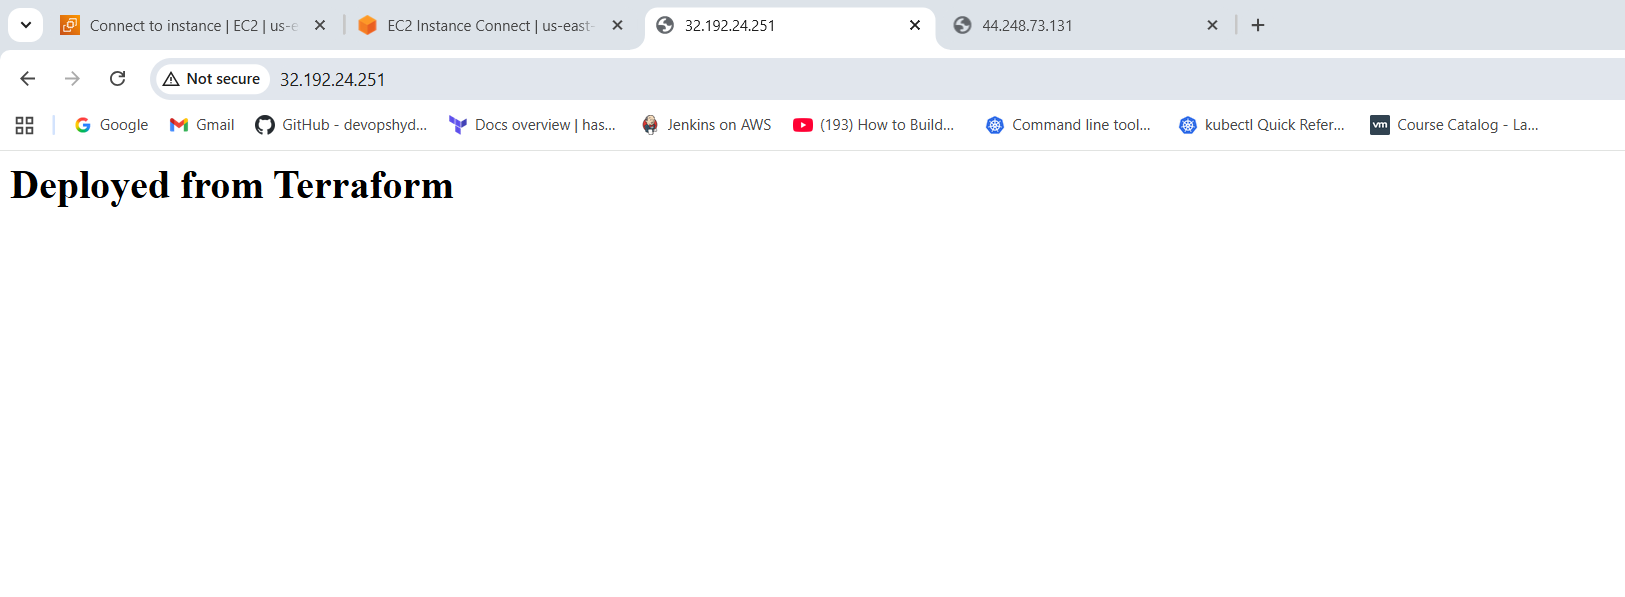 Connect to instance | EC2 | us-e
EC2 Instance Connect | us-east-
32.192.24.251
44.248.73.131
Not secure
32.192.24.251
Google
Gmail
GitHub - devopshyd...
Docs overview | has...
Jenkins on AWS
(193) How to Build...
Command line tool...
kubectl Quick Refer...
vm
Course Catalog - La...
Deployed from Terraform